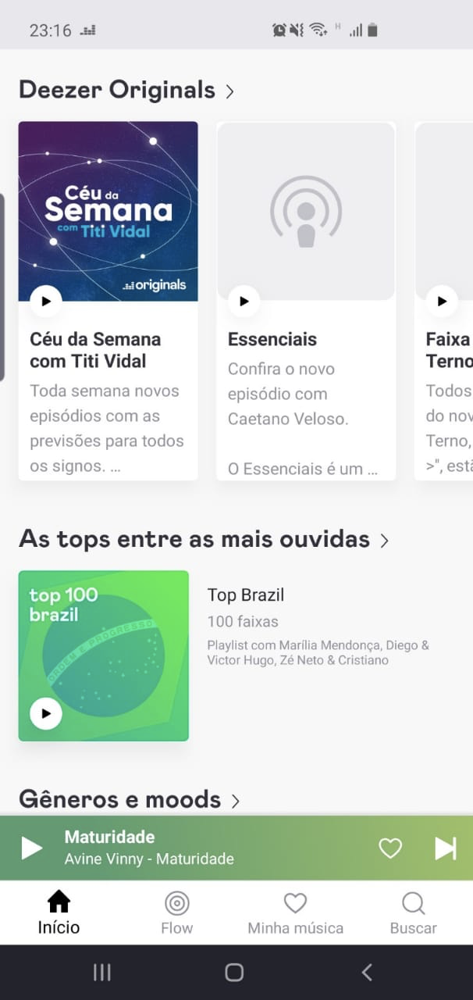 23:16
H
Deezer Originals
Céu da
Semana
com Titi Vidal
originals
Céu da Semana
com Titi Vidal
Toda semana novos
episódios com as
previsões para todos
os signos. ...
Essenciais
Confira o novo
episódio com
Caetano Veloso.
O Essenciais é um ...
Faixa
Terno
Todos
do nov
Terno,
>", está
As tops entre as mais ouvidas
top 100
brazil
ORDEM E PROGRESSO
Top Brazil
100 faixas
Playlist com Marília Mendonça, Diego &
Victor Hugo, Zé Neto & Cristiano
Gêneros e moods
Maturidade
Avine Vinny - Maturidade
Início
Flow
Minha música
Buscar